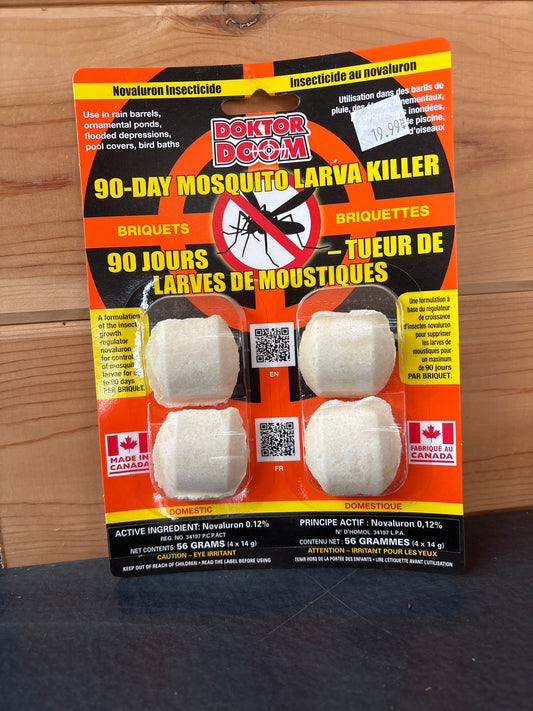 Novaluron Insecticide
Insecticide au novaluron
Use in rain barrels,
ornamental ponds,
flooded depressions,
pool covers, bird baths
Utilisation dans des barils de
pluie, des
19.99
inondées,
de piscine,
d'oiseaux
DOKTOR
DOOM
90-DAY MOSQUITO LARVA KILLER
BRIQUETS
BRIQUETTES
90 JOURS – TUEUR DE
LARVES DE MOUSTIQUES
A formulation
of the insect
growth
regulator
novaluron
for control
of mosquito
larvae for up
to 90 days
PER BRIQUET.
Une formulation à
base du régulateur
de croissance
d'insectes novaluron
pour supprimer
les larves de
moustiques pour
un maximum
de 90 jours
PAR BRIQUET.
EN
FR
MADE IN
CANADA
FABRIQUÉ AU
CANADA
DOMESTIC
DOMESTIQUE
ACTIVE INGREDIENT: Novaluron 0.12%
REG. NO. 34197 P.C.P.ACT
NET CONTENTS: 56 GRAMS (4 x 14 g)
CAUTION – EYE IRRITANT
KEEP OUT OF REACH OF CHILDREN • READ THE LABEL BEFORE USING
PRINCIPE ACTIF : Novaluron 0,12%
N° D'HOMOL. 34197 L.P.A.
CONTENU NET : 56 GRAMMES (4 x 14 g)
ATTENTION – IRRITANT POUR LES YEUX
TENIR HORS DE LA PORTÉE DES ENFANTS • LIRE L'ÉTIQUETTE AVANT L'UTILISATION